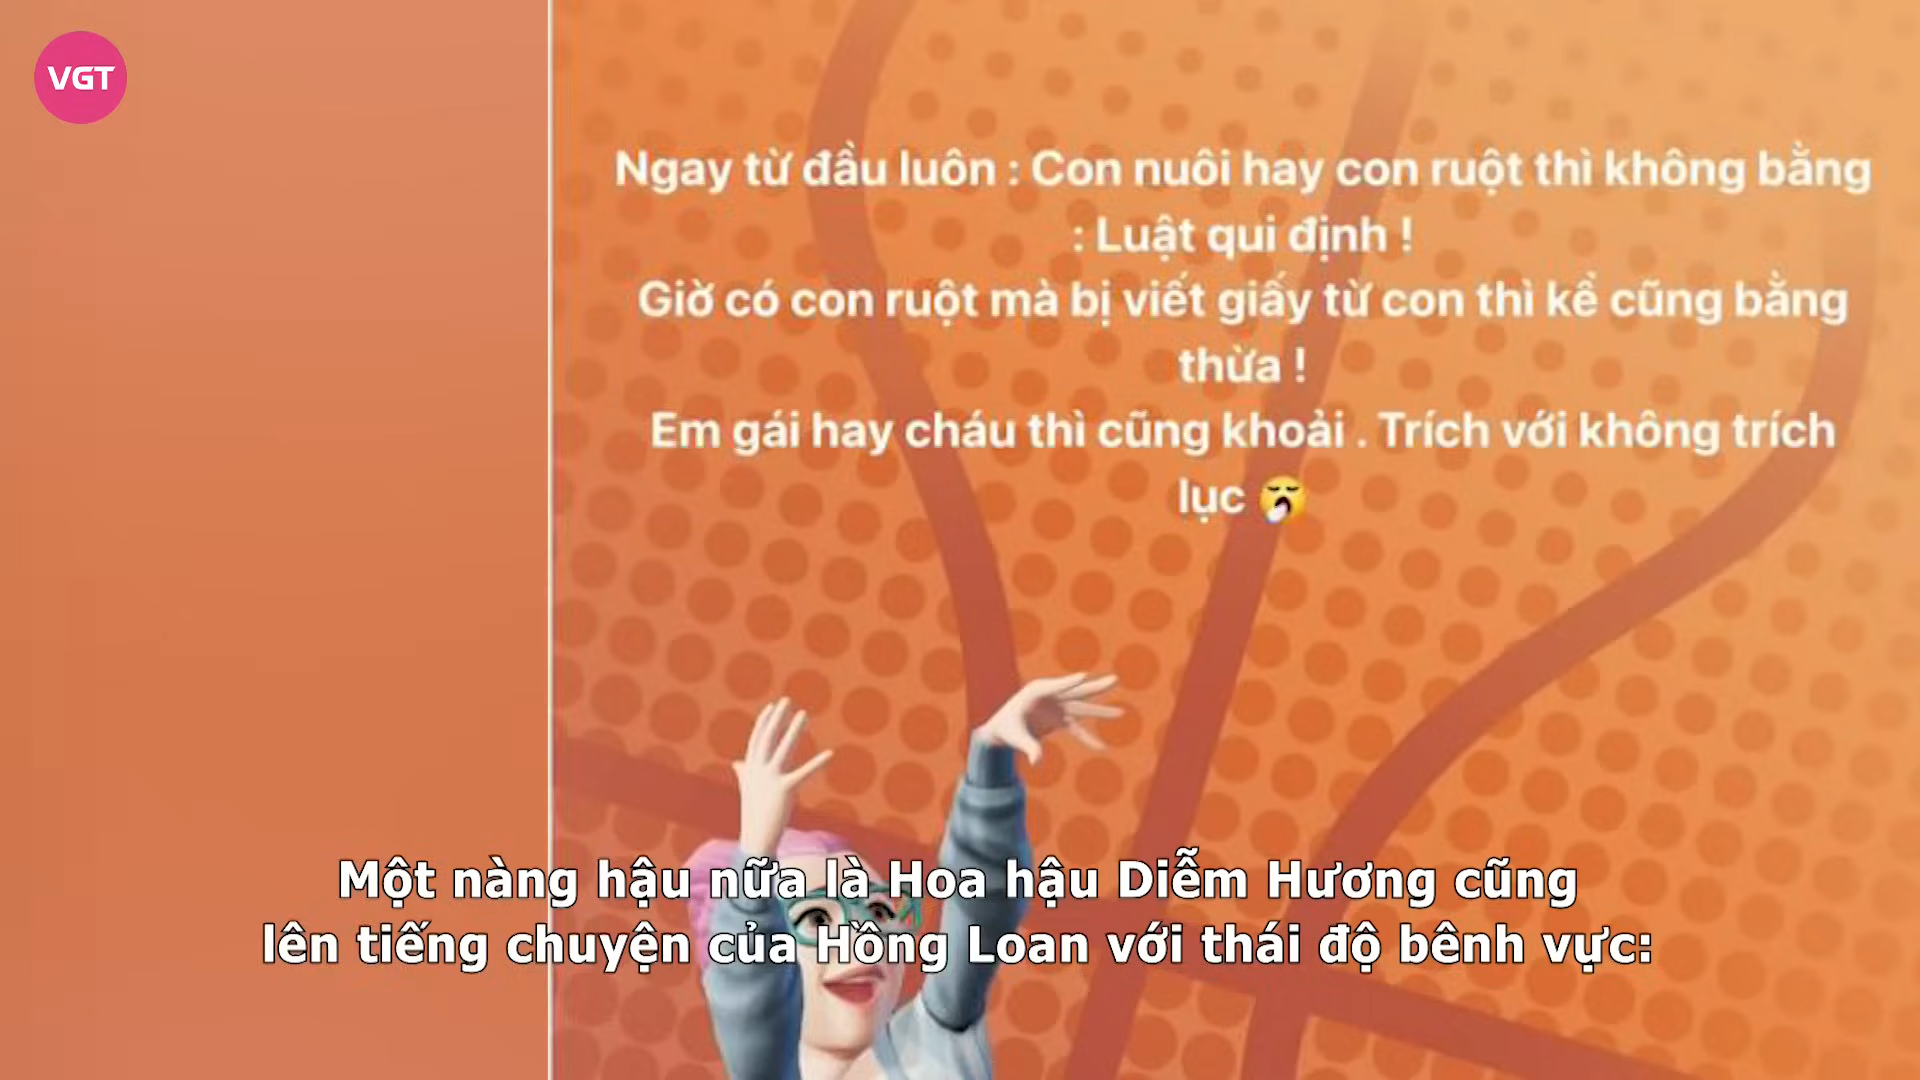 VGT
Ngay từ đầu luôn : Con nuôi hay con ruột thì không bằng
: Luật qui định !
Giờ có con ruột mà bị viết giấy từ con thì kể cũng bằng
thừa !
Em gái hay cháu thì cũng khoải . Trích với không trích
lục 🥱
Một nàng hậu nữa là Hoa hậu Diễm Hương cũng
lên tiếng chuyện của Hồng Loan với thái độ bênh vực: